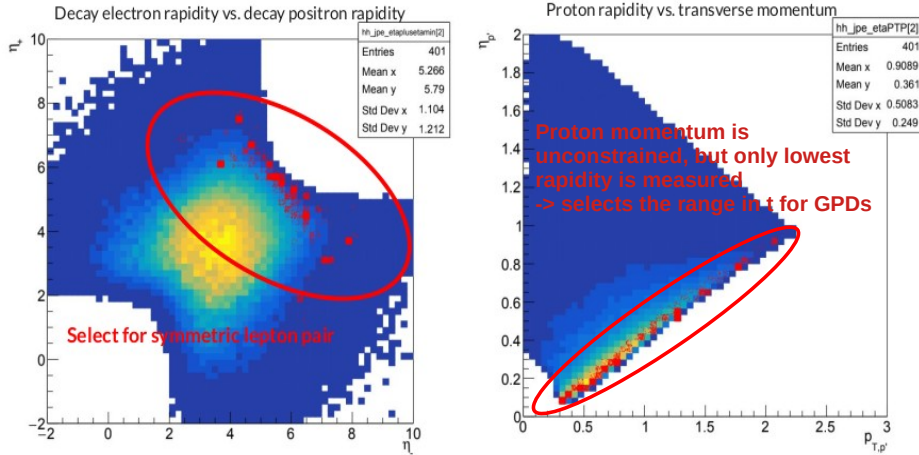 Decay electron rapidity vs. decay positron rapidity
η₊
hh_jpe_etaplusetamin[2]
Entries 401
Mean x 5.266
Mean y 5.79
Std Dev x 1.104
Std Dev y 1.212
10
8
6
4
2
0
−2
Select for symmetric lepton pair
−2 0 2 4 6 8 10
η₋
Proton rapidity vs. transverse momentum
η_p'
hh_jpe_etaPTP[2]
Entries 401
Mean x 0.9089
Mean y 0.361
Std Dev x 0.5083
Std Dev y 0.249
2
1.8
1.6
1.4
1.2
1
0.8
0.6
0.4
0.2
0
Proton momentum is
unconstrained, but only lowest
rapidity is measured
-> selects the range in t for GPDs
0 0.5 1 1.5 2 2.5 3
p_T,p'